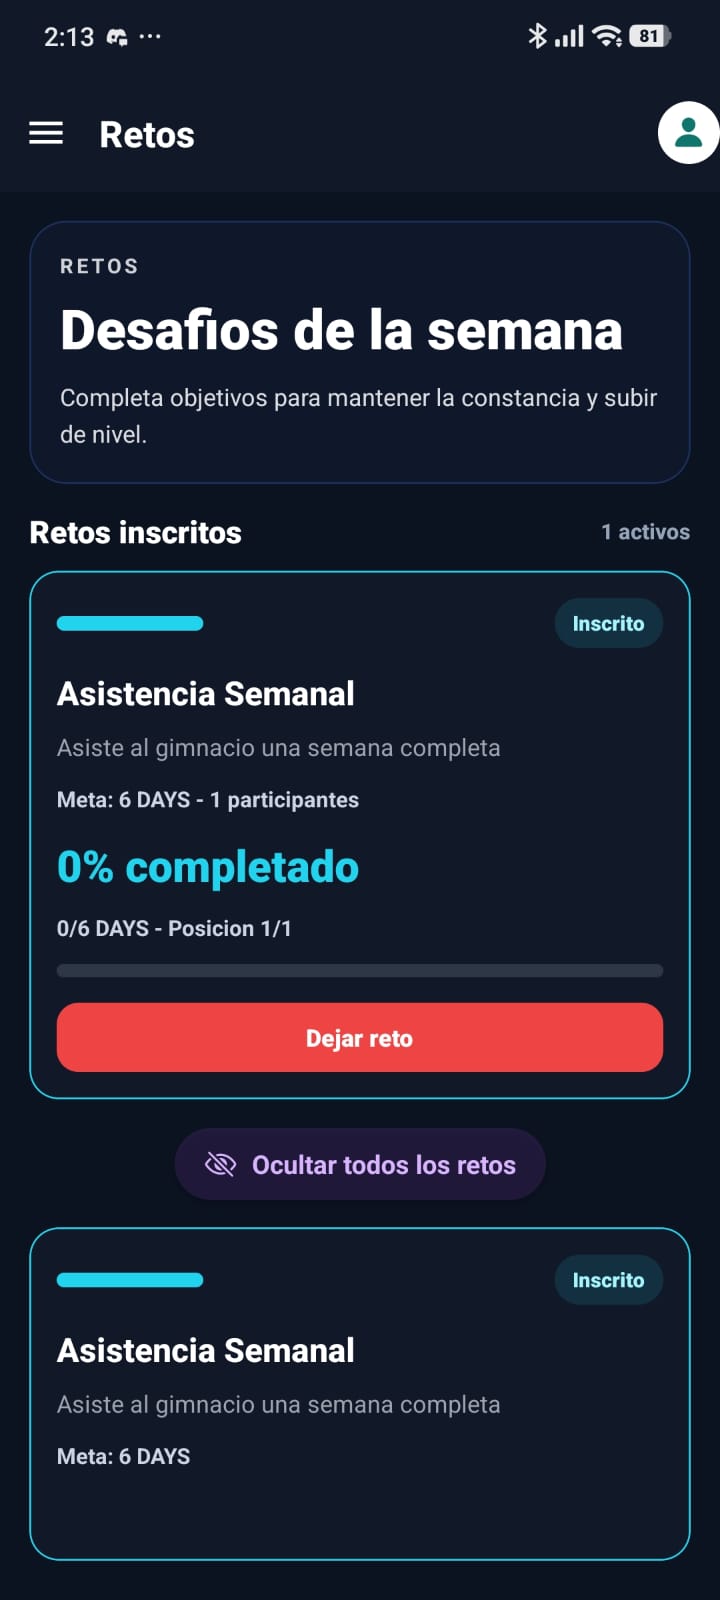 2:13
81
Retos
RETOS
Desafios de la semana
Completa objetivos para mantener la constancia y subir
de nivel.
Retos inscritos
1 activos
Inscrito
Asistencia Semanal
Asiste al gimnacio una semana completa
Meta: 6 DAYS - 1 participantes
0% completado
0/6 DAYS - Posicion 1/1
Dejar reto
Ocultar todos los retos
Inscrito
Asistencia Semanal
Asiste al gimnacio una semana completa
Meta: 6 DAYS